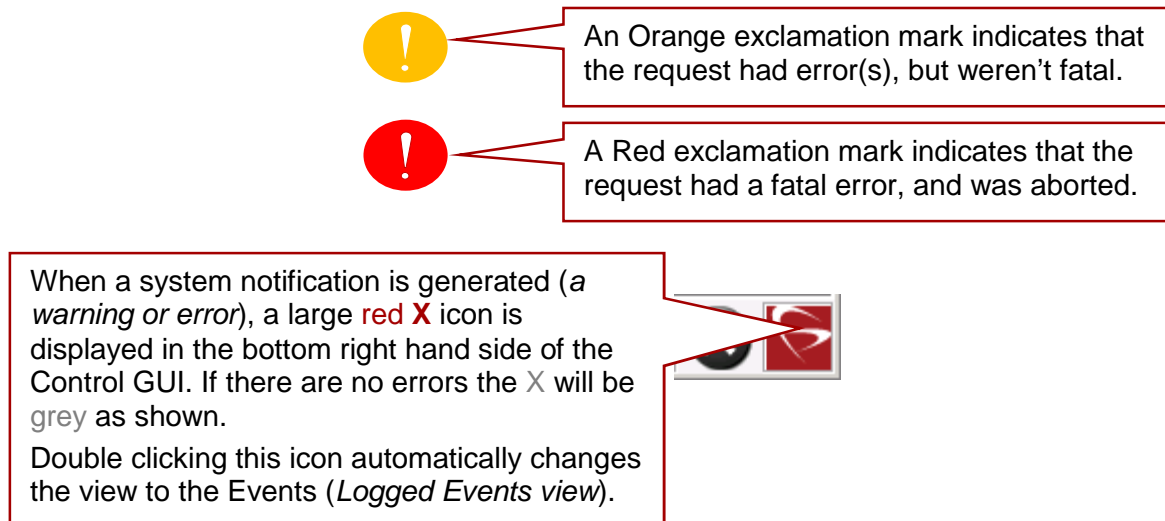 An Orange exclamation mark indicates that
the request had error(s), but weren't fatal.
A Red exclamation mark indicates that the
request had a fatal error, and was aborted.
When a system notification is generated (a
warning or error), a large red X icon is
displayed in the bottom right hand side of the
Control GUI. If there are no errors the X will be
grey as shown.
Double clicking this icon automatically changes
the view to the Events (Logged Events view).